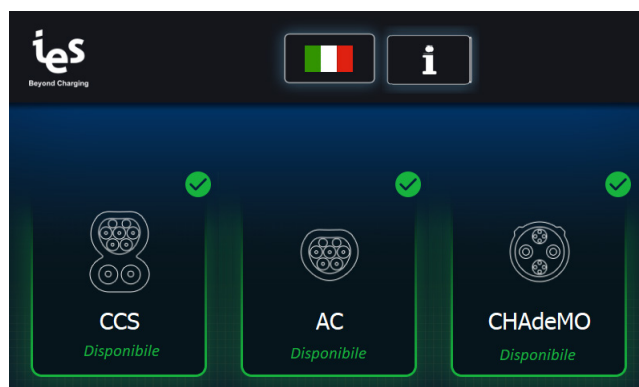 ies
Beyond Charging
i
CCS
Disponibile
AC
Disponibile
CHAdeMO
Disponibile